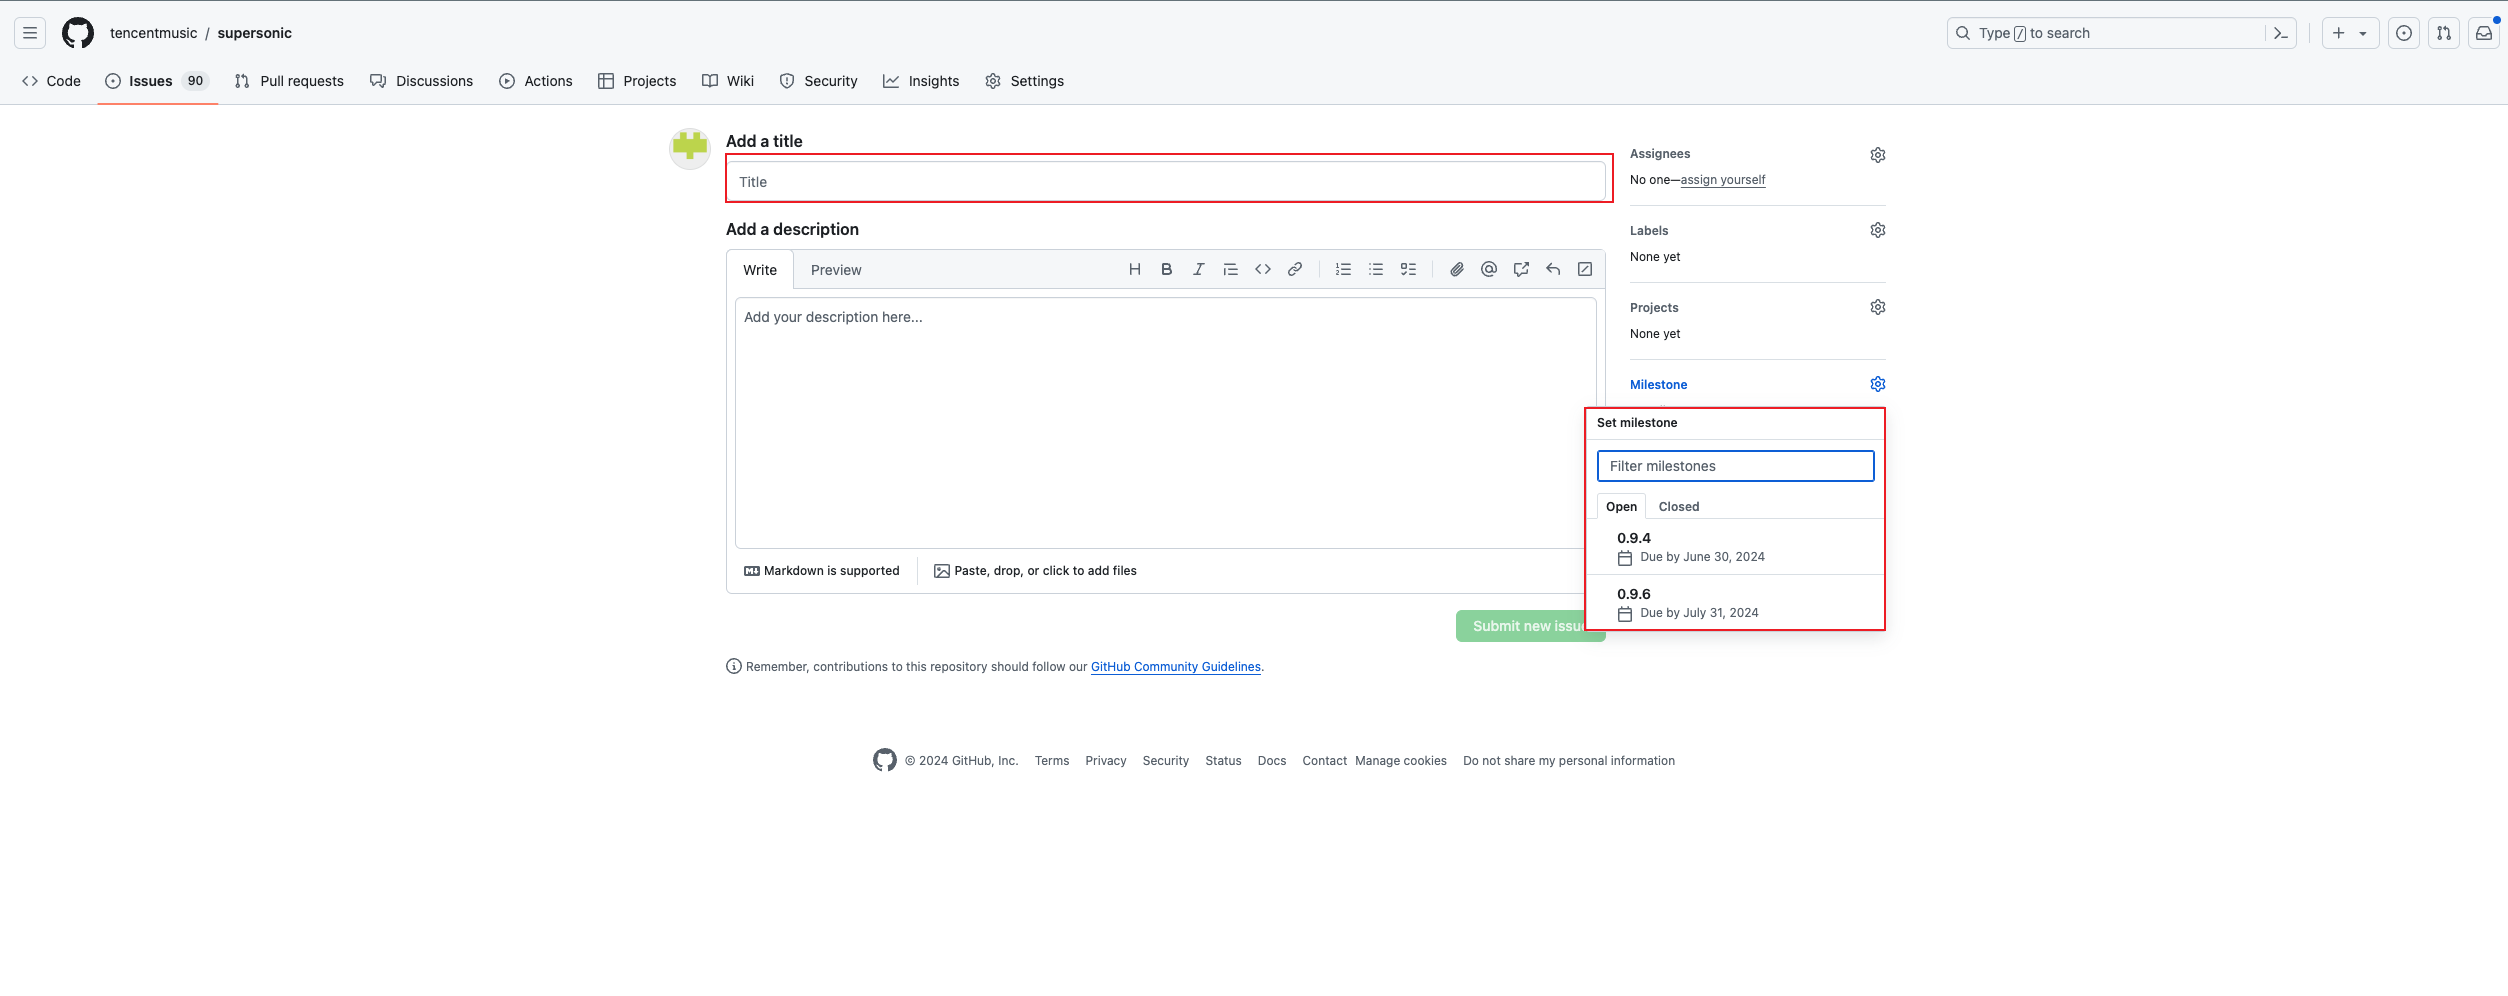 tencentmusic / supersonic
Type / to search
Code
Issues 90
Pull requests
Discussions
Actions
Projects
Wiki
Security
Insights
Settings
Add a title
Title
Add a description
Write
Preview
Add your description here...
Markdown is supported
Paste, drop, or click to add files
Submit new issu
Remember, contributions to this repository should follow our GitHub Community Guidelines.
Assignees
No one—assign yourself
Labels
None yet
Projects
None yet
Milestone
Set milestone
Filter milestones
Open
Closed
0.9.4
Due by June 30, 2024
0.9.6
Due by July 31, 2024
© 2024 GitHub, Inc. Terms Privacy Security Status Docs Contact Manage cookies Do not share my personal information